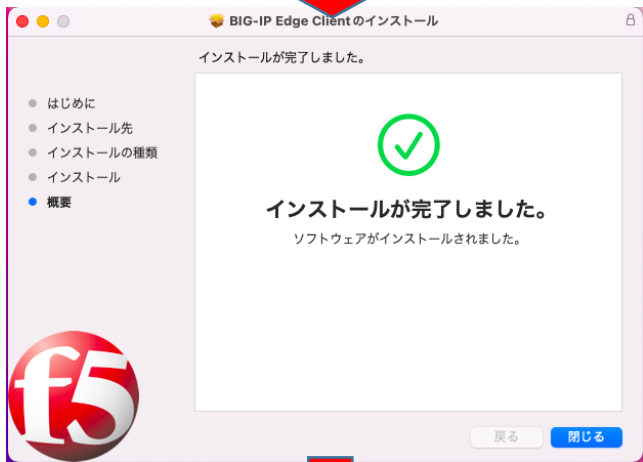 BIG-IP Edge Clientのインストール
インストールが完了しました。
はじめに
インストール先
インストールの種類
インストール
概要
インストールが完了しました。
ソフトウェアがインストールされました。
f5
戻る
閉じる